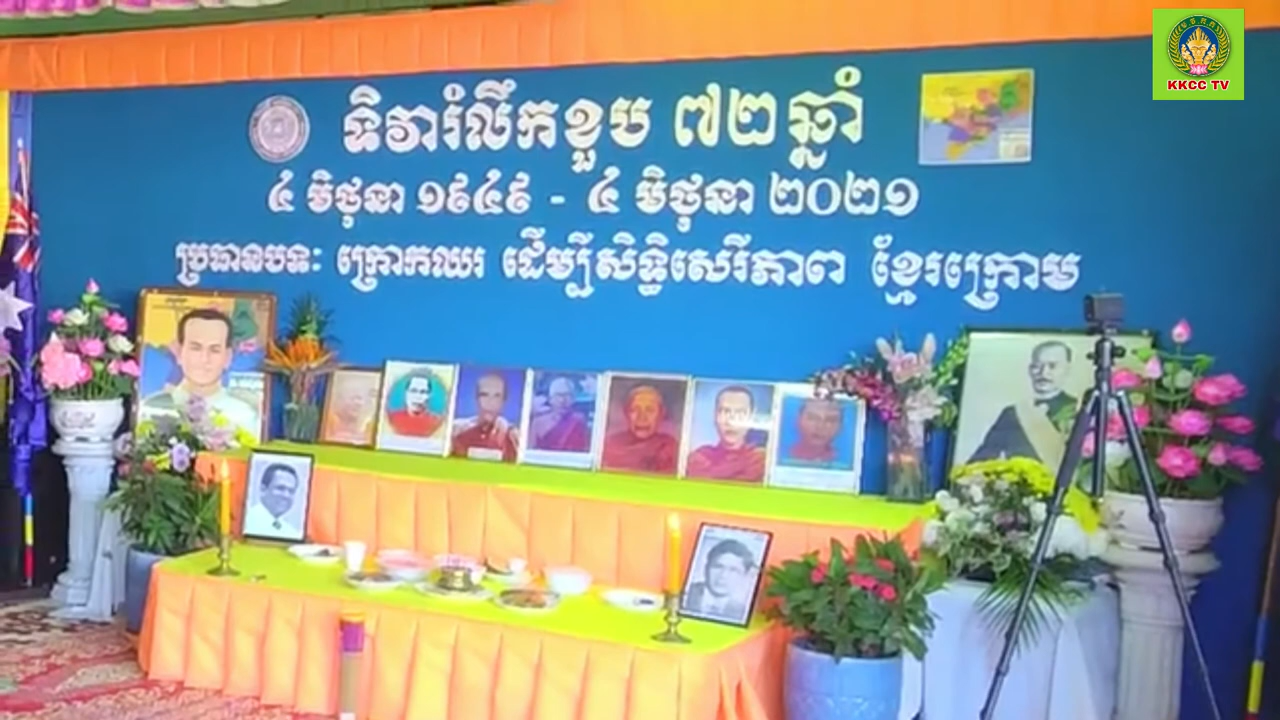 KKCC TV
ទិវារំលឹកខួប ៧២ ឆ្នាំ
៤ មិថុនា ១៩៤៩ - ៤ មិថុនា ២០២១
ប្រធានបទ: ក្រោកឈរ ដើម្បីសិទ្ធិសេរីភាព ខ្មែរក្រោម